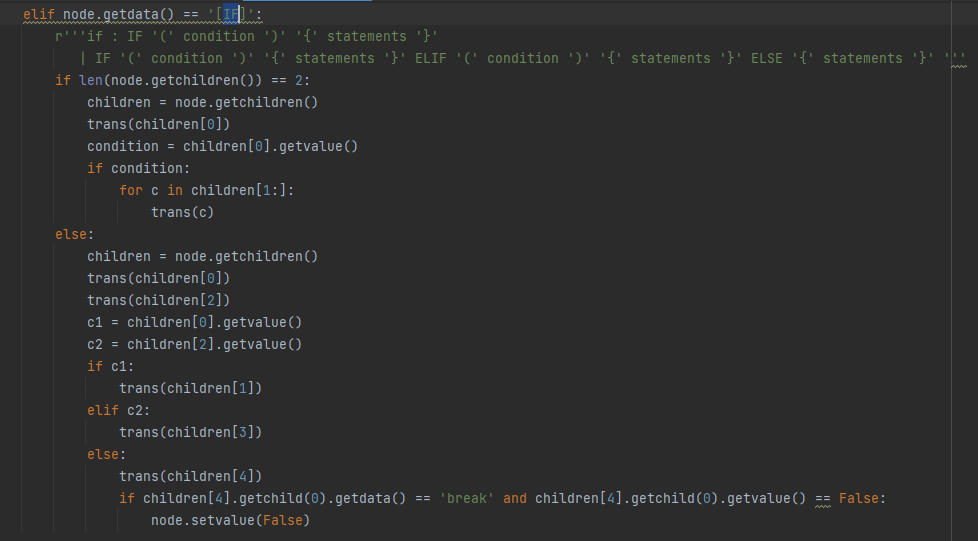 elif node.getdata() == '[IF]':
    r'''if : IF '(' condition ')' '{' statements '}'
       | IF '(' condition ')' '{' statements '}' ELIF '(' condition ')' '{' statements '}' ELSE '{' statements '}' '''
    if len(node.getchildren()) == 2:
        children = node.getchildren()
        trans(children[0])
        condition = children[0].getvalue()
        if condition:
            for c in children[1:]:
                trans(c)
    else:
        children = node.getchildren()
        trans(children[0])
        trans(children[2])
        c1 = children[0].getvalue()
        c2 = children[2].getvalue()
        if c1:
            trans(children[1])
        elif c2:
            trans(children[3])
        else:
            trans(children[4])
            if children[4].getchild(0).getdata() == 'break' and children[4].getchild(0).getvalue() == False:
                node.setvalue(False)